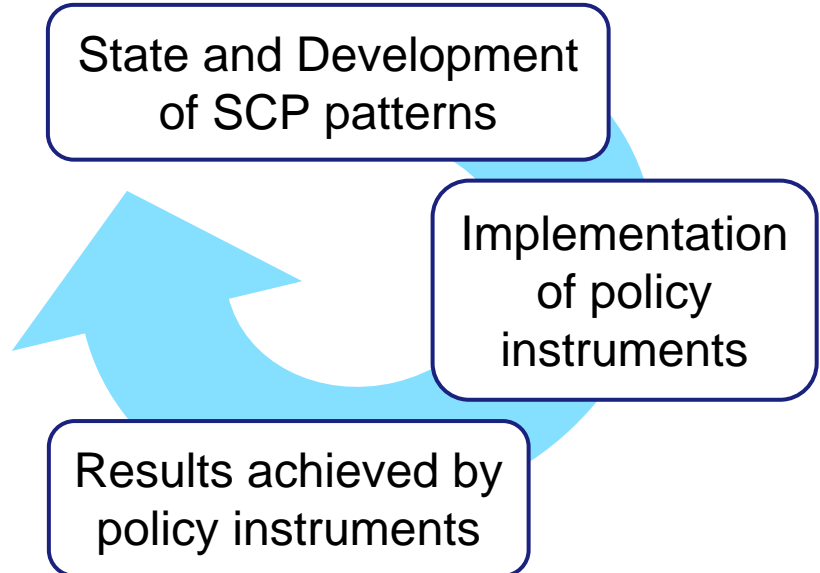 State and Development
of SCP patterns
Implementation
of policy
instruments
Results achieved by
policy instruments